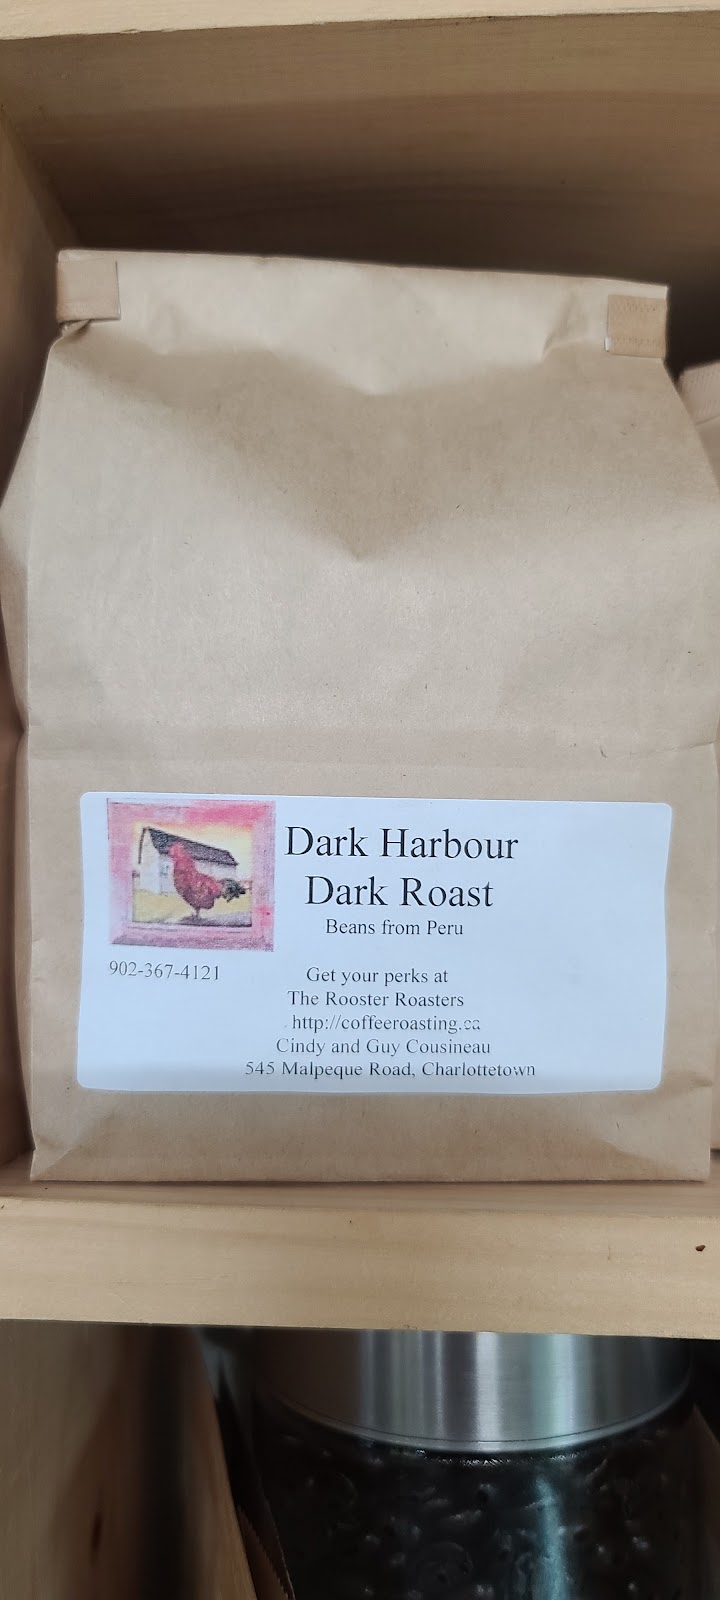 Dark Harbour
Dark Roast
Beans from Peru
902-367-4121
Get your perks at
The Rooster Roasters
http://coffeeroasting.ca
Cindy and Guy Cousineau
545 Malpeque Road, Charlottetown